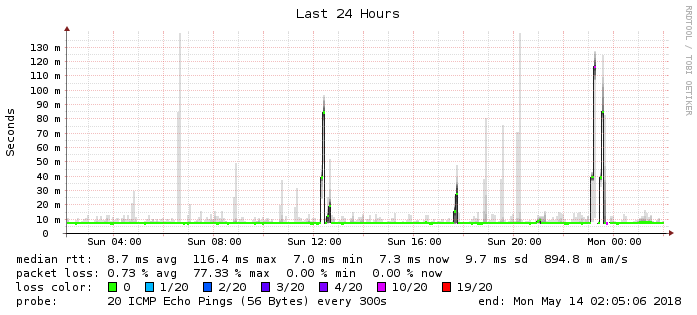 Last 24 Hours
RRDTOOL / TOBI OETIKER
Seconds
130 m
120 m
110 m
100 m
90 m
80 m
70 m
60 m
50 m
40 m
30 m
20 m
10 m
0
Sun 04:00 Sun 08:00 Sun 12:00 Sun 16:00 Sun 20:00 Mon 00:00
median rtt: 8.7 ms avg 116.4 ms max 7.0 ms min 7.3 ms now 9.7 ms sd 894.8 m am/s
packet loss: 0.73 % avg 77.33 % max 0.00 % min 0.00 % now
loss color: 0 1/20 2/20 3/20 4/20 10/20 19/20
probe: 20 ICMP Echo Pings (56 Bytes) every 300s end: Mon May 14 02:05:06 2018